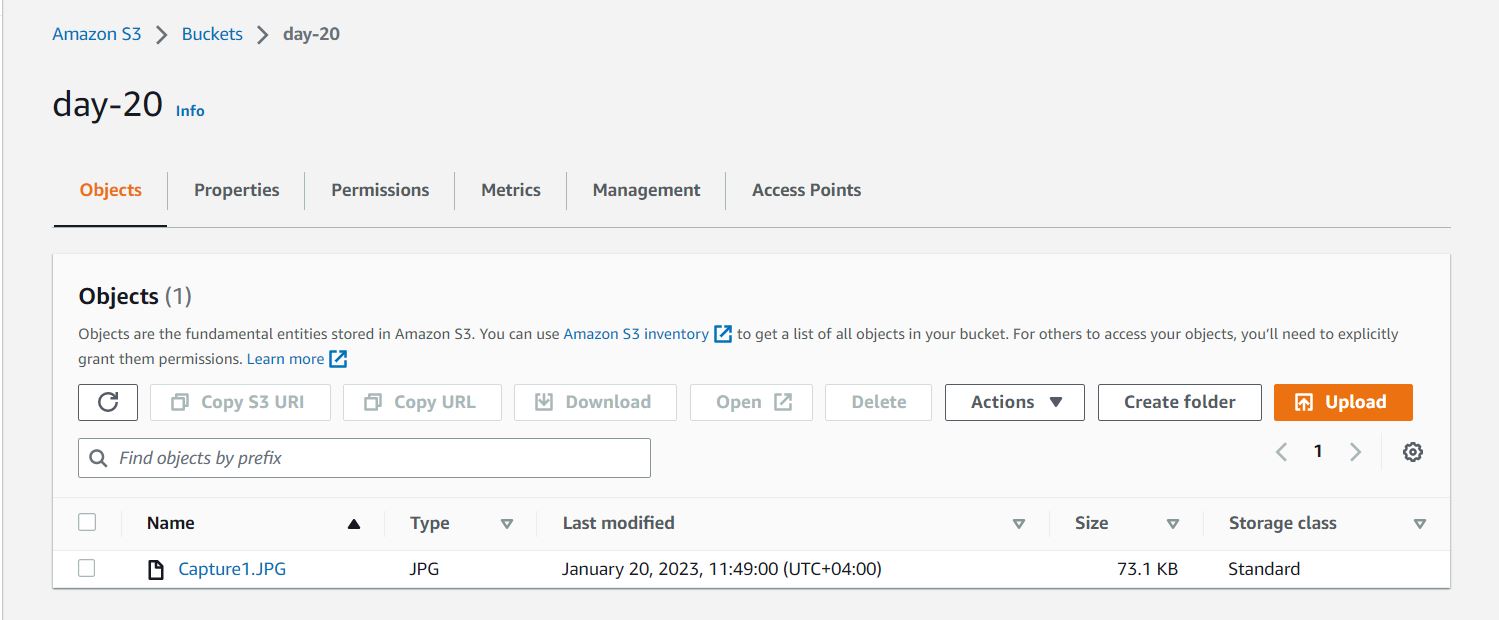 Amazon S3 > Buckets > day-20
day-20 Info
Objects Properties Permissions Metrics Management Access Points
Objects (1)
Objects are the fundamental entities stored in Amazon S3. You can use Amazon S3 inventory to get a list of all objects in your bucket. For others to access your objects, you’ll need to explicitly
grant them permissions. Learn more
Copy S3 URI Copy URL Download Open Delete Actions Create folder Upload
Find objects by prefix 1
Name Type Last modified Size Storage class
Capture1.JPG JPG January 20, 2023, 11:49:00 (UTC+04:00) 73.1 KB Standard